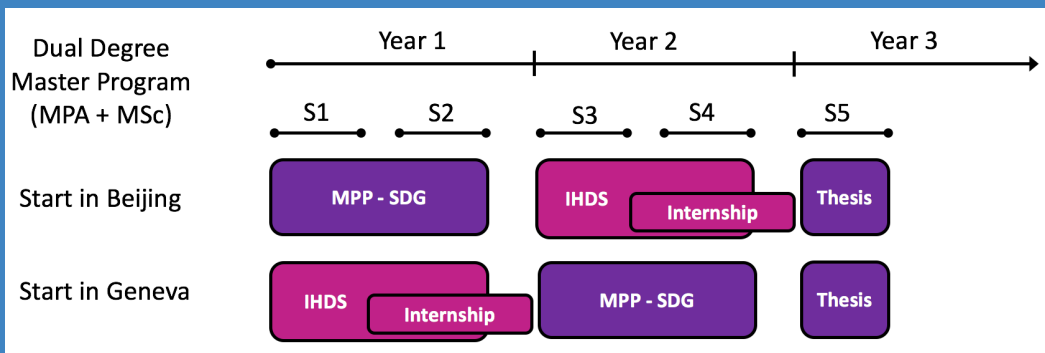 Dual Degree
Master Program
(MPA + MSc)
Year 1
Year 2
Year 3
S1
S2
S3
S4
S5
Start in Beijing
MPP - SDG
IHDS
Internship
Thesis
Start in Geneva
IHDS
Internship
MPP - SDG
Thesis